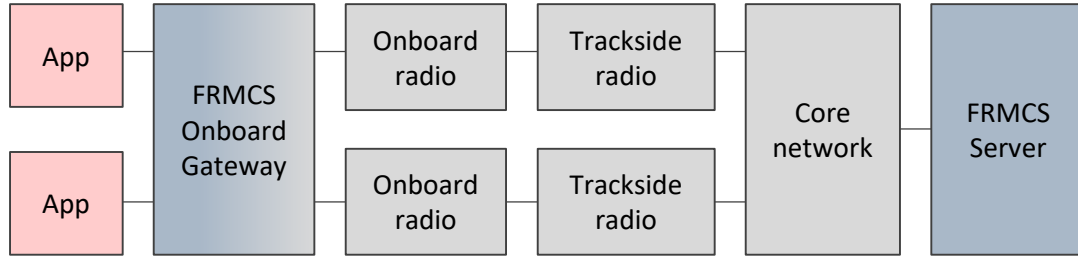 App
FRMCS
Onboard
Gateway
Onboard
radio
Trackside
radio
Core
network
FRMCS
Server
App
Onboard
radio
Trackside
radio